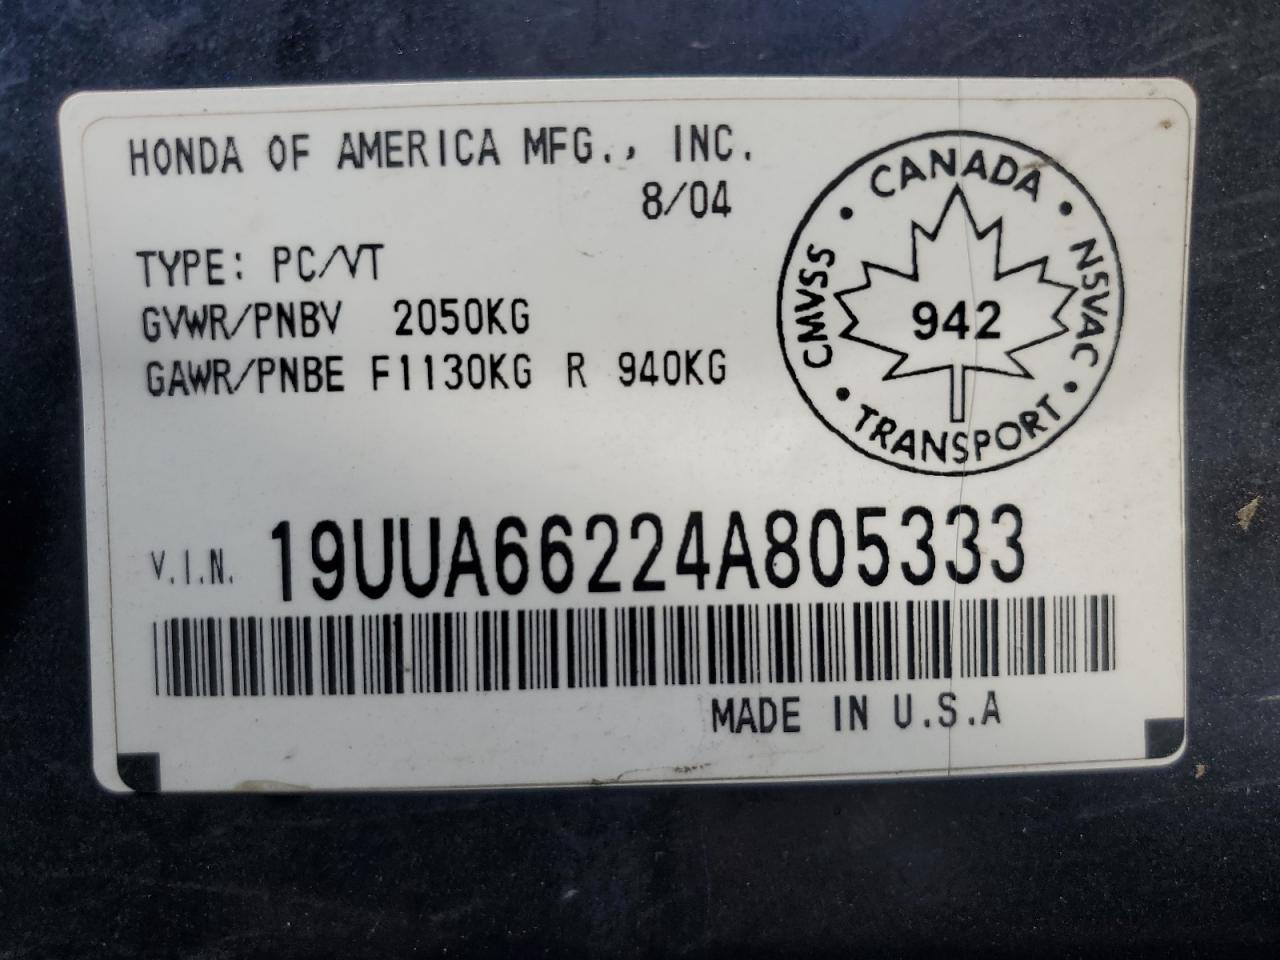 HONDA OF AMERICA MFG., INC.
8/04
TYPE: PC/VT
GVWR/PNBV 2050KG
GAWR/PNBE F1130KG R 940KG
CANADA • NSVAC • TRANSPORT • CMVSS •
942
V.I.N. 19UUA66224A805333
MADE IN U.S.A